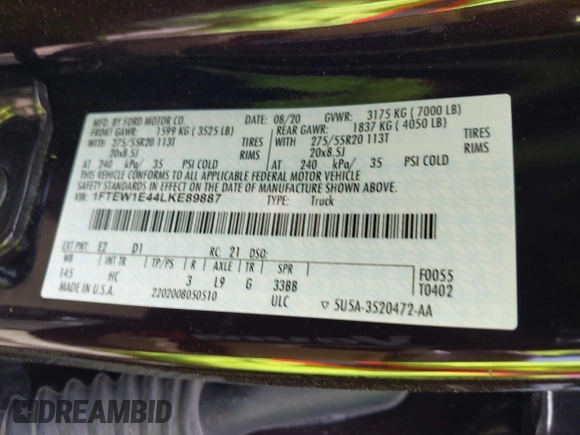 MFD. BY FORD MOTOR CO. DATE: 08/20 GVWR: 3175 KG ( 7000 LB)
FRONT GAWR: 1599 KG ( 3525 LB) REAR GAWR: 1837 KG ( 4050 LB)
WITH 275/55R20 113T TIRES WITH 275/55R20 113T TIRES
20x8.5J RIMS 20x8.5J RIMS
AT 240 kPa/ 35 PSI COLD AT 240 kPa/ 35 PSI COLD
THIS VEHICLE CONFORMS TO ALL APPLICABLE FEDERAL MOTOR VEHICLE
SAFETY STANDARDS IN EFFECT ON THE DATE OF MANUFACTURE SHOWN ABOVE.
VIN: 1FTEW1E44LKE89887 TYPE: Truck
EXT PNT: E2 D1 RC: 21 DSO:
WB INT TR TP/PS R AXLE TR SPR F0055
145 HC 3 L9 G 33BB T0402
MADE IN U.S.A. 2202008050510 ULC ▽ 5U5A-3520472-AA
DREAMBID